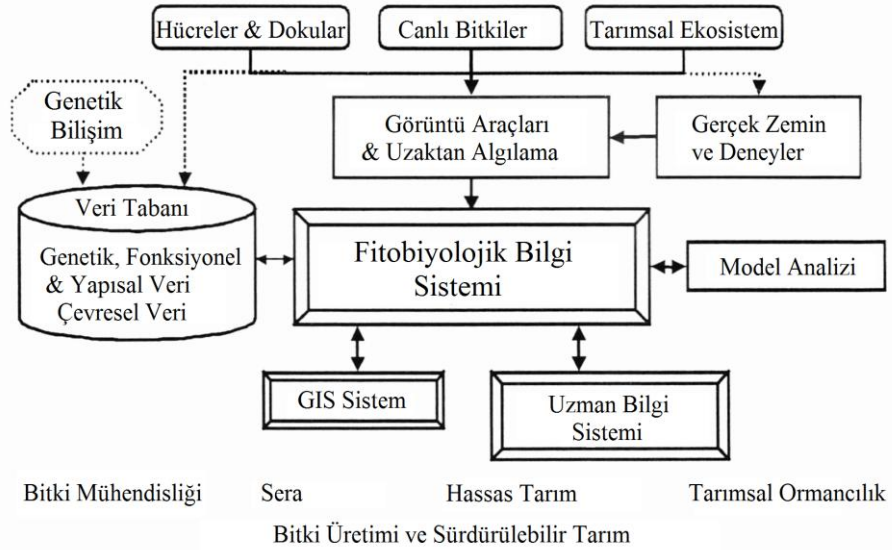 Hücreler & Dokular
Canlı Bitkiler
Tarımsal Ekosistem
Genetik
Bilişim
Görüntü Araçları
& Uzaktan Algılama
Gerçek Zemin
ve Deneyler
Veri Tabanı
Genetik, Fonksiyonel
& Yapısal Veri
Çevresel Veri
Fitobiyolojik Bilgi
Sistemi
Model Analizi
GIS Sistem
Uzman Bilgi
Sistemi
Bitki Mühendisliği
Sera
Hassas Tarım
Tarımsal Ormancılık
Bitki Üretimi ve Sürdürülebilir Tarım